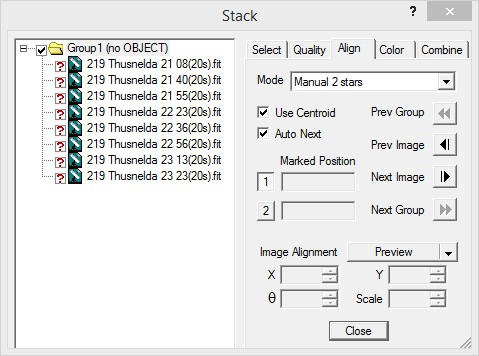 Stack
?
Group1 (no OBJECT)
219 Thusnelda 21 08(20s).fit
219 Thusnelda 21 40(20s).fit
219 Thusnelda 21 55(20s).fit
219 Thusnelda 22 23(20s).fit
219 Thusnelda 22 36(20s).fit
219 Thusnelda 22 56(20s).fit
219 Thusnelda 23 13(20s).fit
219 Thusnelda 23 23(20s).fit
Select Quality Align Color Combine
Mode Manual 2 stars
Use Centroid Prev Group
Auto Next Prev Image
Marked Position
1 Next Image
2 Next Group
Image Alignment Preview
X Y
θ Scale
Close